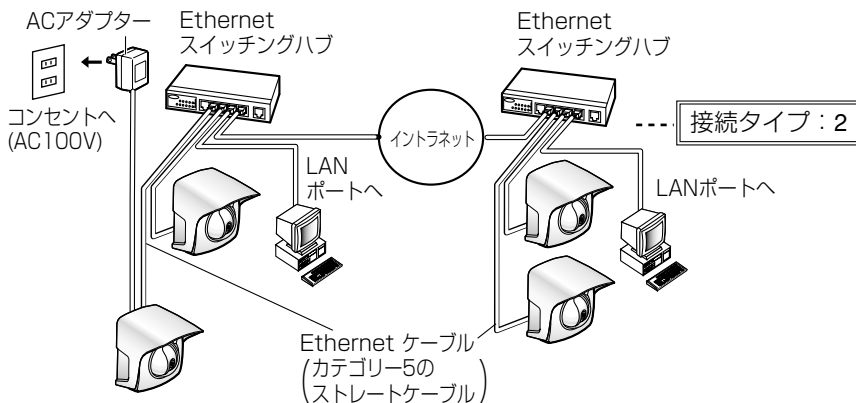 ACアダプター
Ethernet
スイッチングハブ
Ethernet
スイッチングハブ
コンセントへ
(AC100V)
イントラネット
接続タイプ：2
LAN
ポートへ
LANポートへ
Ethernet ケーブル
(カテゴリー5の
ストレートケーブル)